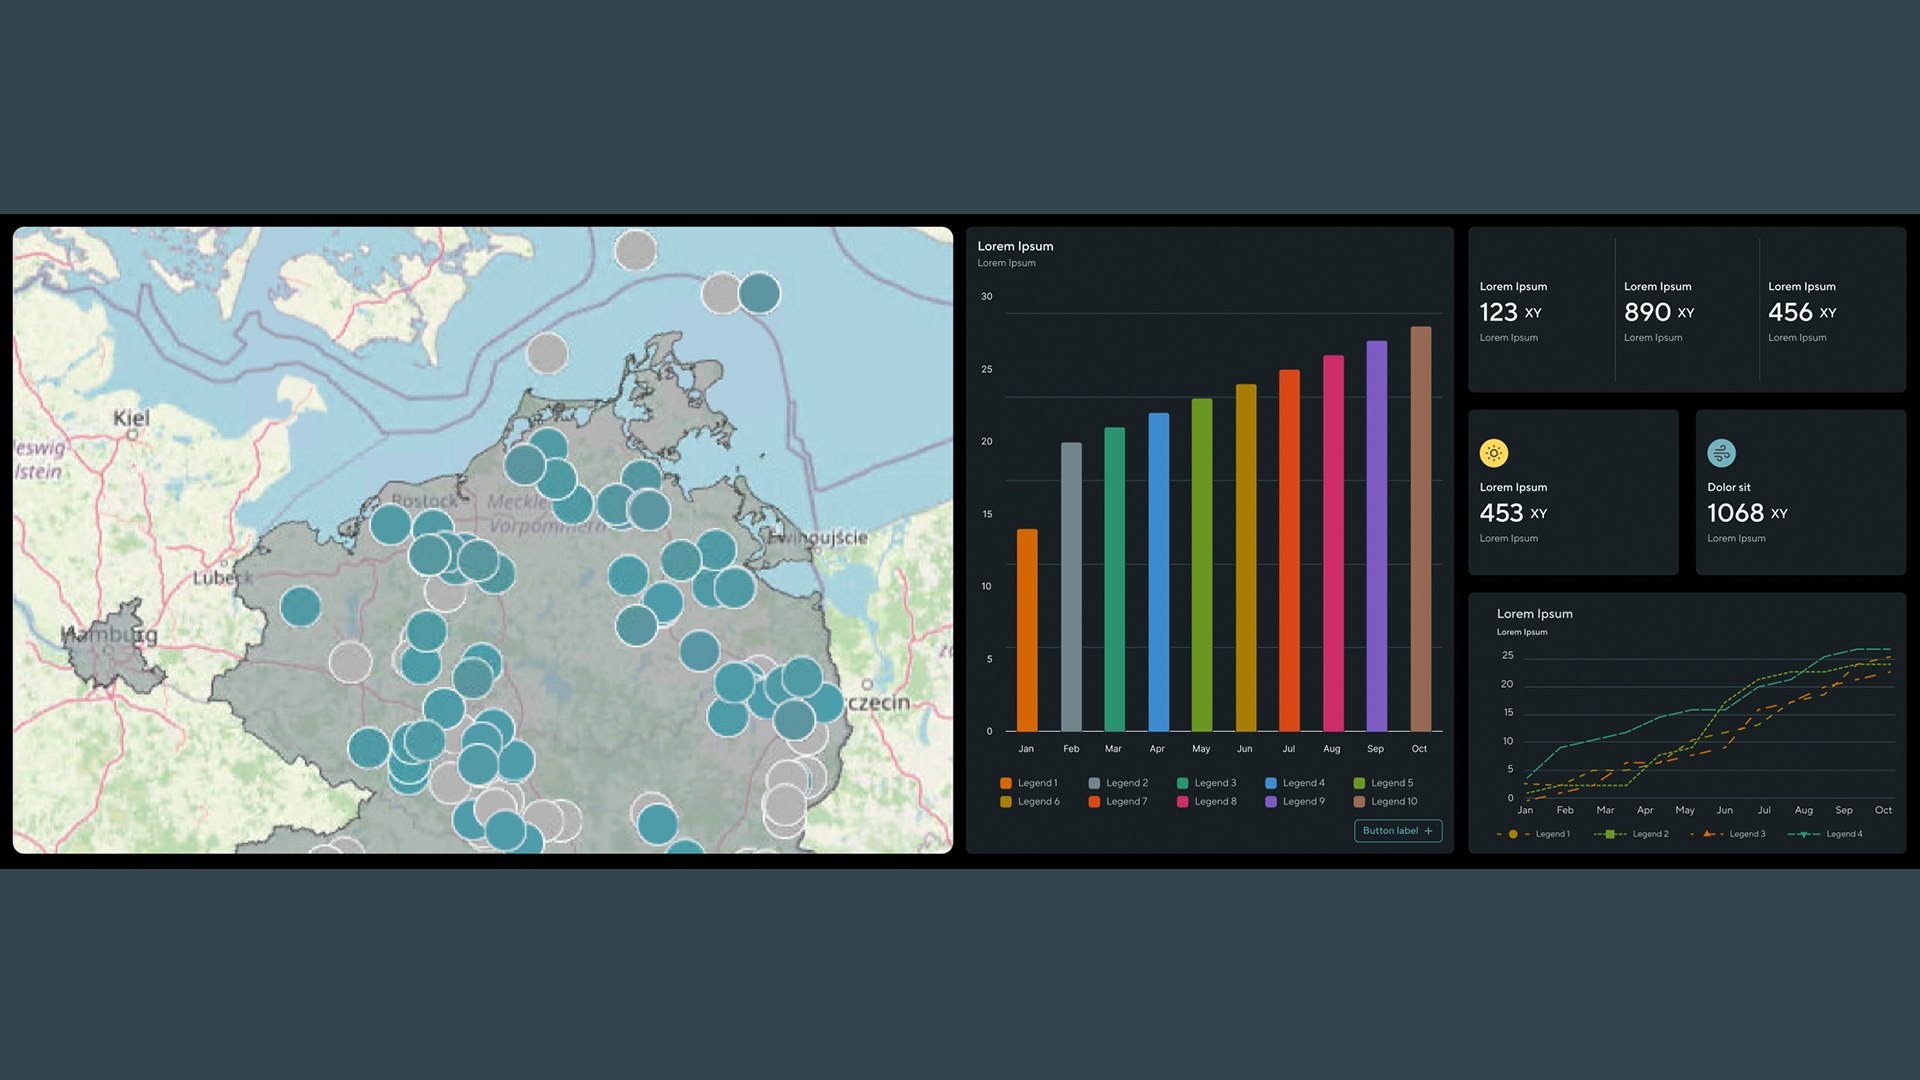 Kiel
eswig-
lstein
Rostock
Meckle
Vorpommern
Świnoujście
Lübeck
Hamburg
czecin
Lorem Ipsum
Lorem Ipsum
30
25
20
15
10
5
0
Jan Feb Mar Apr May Jun Jul Aug Sep Oct
Legend 1 Legend 2 Legend 3 Legend 4 Legend 5
Legend 6 Legend 7 Legend 8 Legend 9 Legend 10
Button label +
Lorem Ipsum
123 XY
Lorem Ipsum
Lorem Ipsum
890 XY
Lorem Ipsum
Lorem Ipsum
456 XY
Lorem Ipsum
Lorem Ipsum
453 XY
Lorem Ipsum
Dolor sit
1068 XY
Lorem Ipsum
Lorem Ipsum
Lorem Ipsum
25
20
15
10
5
0
Jan Feb Mar Apr May Jun Jul Aug Sep Oct
Legend 1 Legend 2 Legend 3 Legend 4